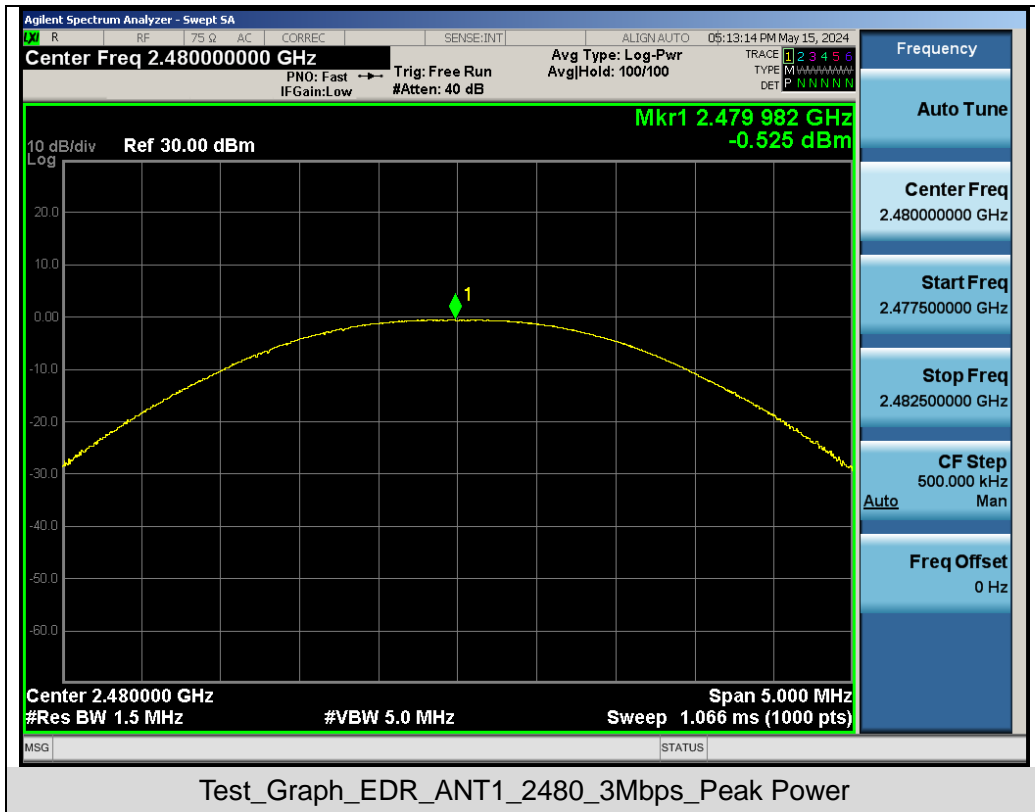 Agilent Spectrum Analyzer - Swept SA
LXI R RF 75 Ω AC CORREC SENSE:INT ALIGN AUTO 05:13:14 PM May 15, 2024
Center Freq 2.480000000 GHz
PNO: Fast Trig: Free Run
IFGain:Low #Atten: 40 dB
Avg Type: Log-Pwr
Avg|Hold: 100/100
TRACE 1 2 3 4 5 6
TYPE M
DET P N N N N N
Mkr1 2.479 982 GHz
-0.525 dBm
10 dB/div Ref 30.00 dBm
Log
20.0
10.0
0.00
-10.0
-20.0
-30.0
-40.0
-50.0
-60.0
1
Center 2.480000 GHz Span 5.000 MHz
#Res BW 1.5 MHz #VBW 5.0 MHz Sweep 1.066 ms (1000 pts)
MSG STATUS
Frequency
Auto Tune
Center Freq
2.480000000 GHz
Start Freq
2.477500000 GHz
Stop Freq
2.482500000 GHz
CF Step
500.000 kHz
Auto Man
Freq Offset
0 Hz
Test_Graph_EDR_ANT1_2480_3Mbps_Peak Power